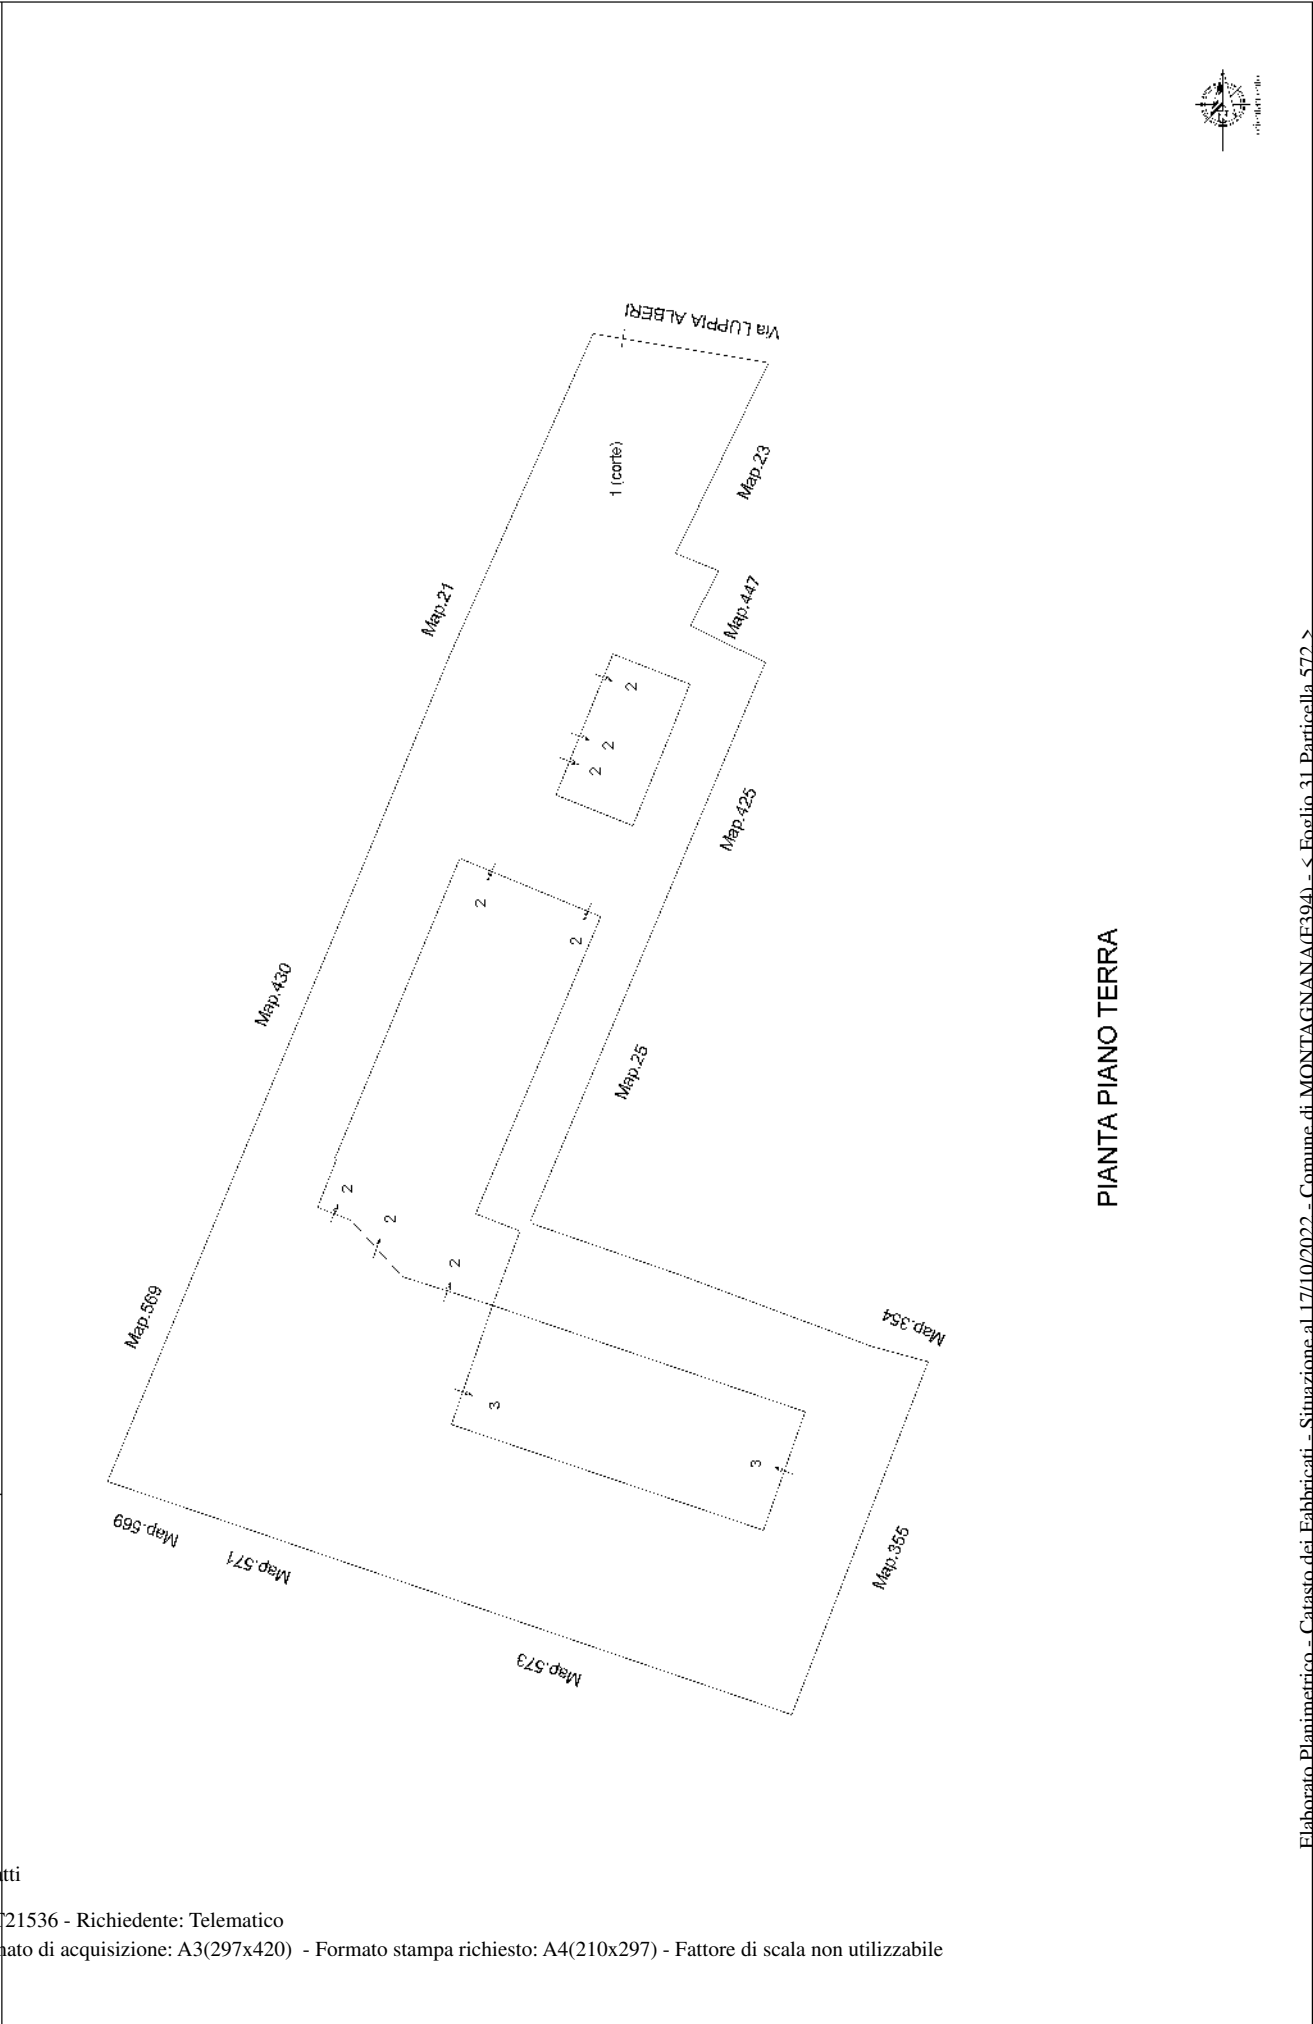 Via LUPPIA ALBERI
1 (corte)
Map.23
Map.21
Map.447
2
2
2
Map.425
2
2
Map.430
Map.25
2
2
2
Map.569
Map.354
3
3
Map.569
Map.571
Map.355
Map.573
PIANTA PIANO TERRA
Elaborato Planimetrico - Catasto dei Fabbricati - Situazione al 17/10/2022 - Comune di MONTAGNANA(F394) - < Foglio 31 Particella 572 >
T21536 - Richiedente: Telematico
mato di acquisizione: A3(297x420) - Formato stampa richiesto: A4(210x297) - Fattore di scala non utilizzabile